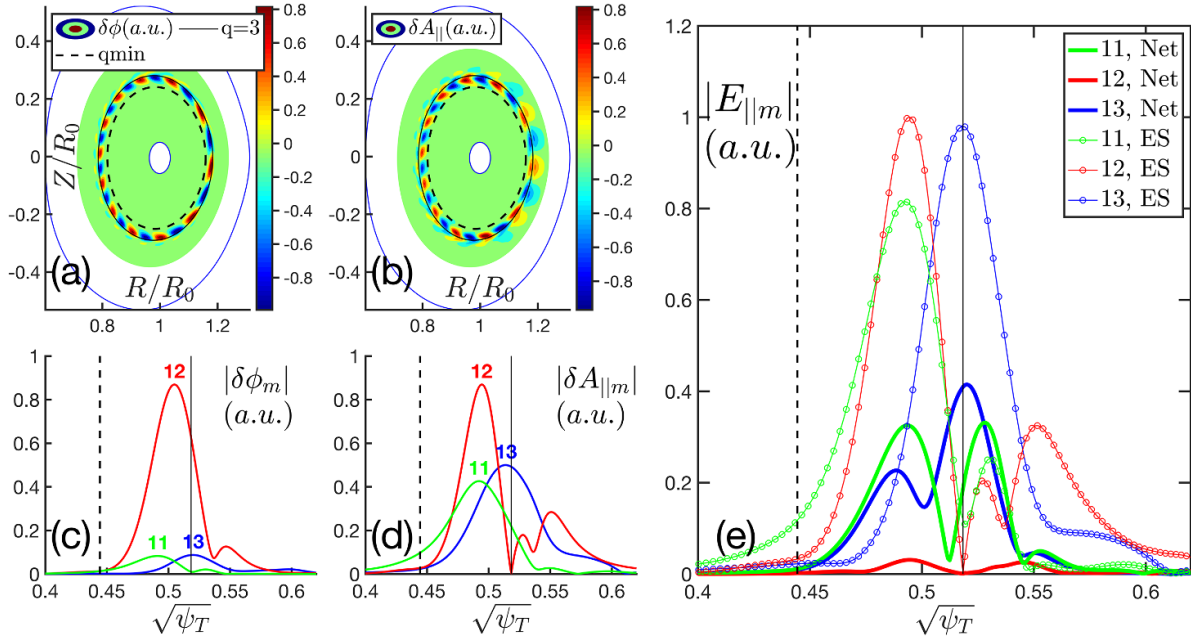 δϕ(a.u.) q=3
qmin
0.4
0.2
0
-0.2
-0.4
Z/R₀
(a)
R/R₀
0.8 1 1.2
0.8
0.6
0.4
0.2
0
-0.2
-0.4
-0.6
-0.8
δA||(a.u.)
0.4
0.2
0
-0.2
-0.4
(b)
R/R₀
0.8 1 1.2
0.8
0.6
0.4
0.2
0
-0.2
-0.4
-0.6
-0.8
1
0.8
0.6
0.4
0.2
0
12
|δϕm|
(a.u.)
11 13
(c)
0.4 0.5 0.6
√ψT
1
0.8
0.6
0.4
0.2
0
12
|δA||m|
(a.u.)
13
11
(d)
0.4 0.5 0.6
√ψT
1.2
1
0.8
0.6
0.4
0.2
0
|E||m|
(a.u.)
11, Net
12, Net
13, Net
11, ES
12, ES
13, ES
(e)
0.4 0.45 0.5 0.55 0.6
√ψT